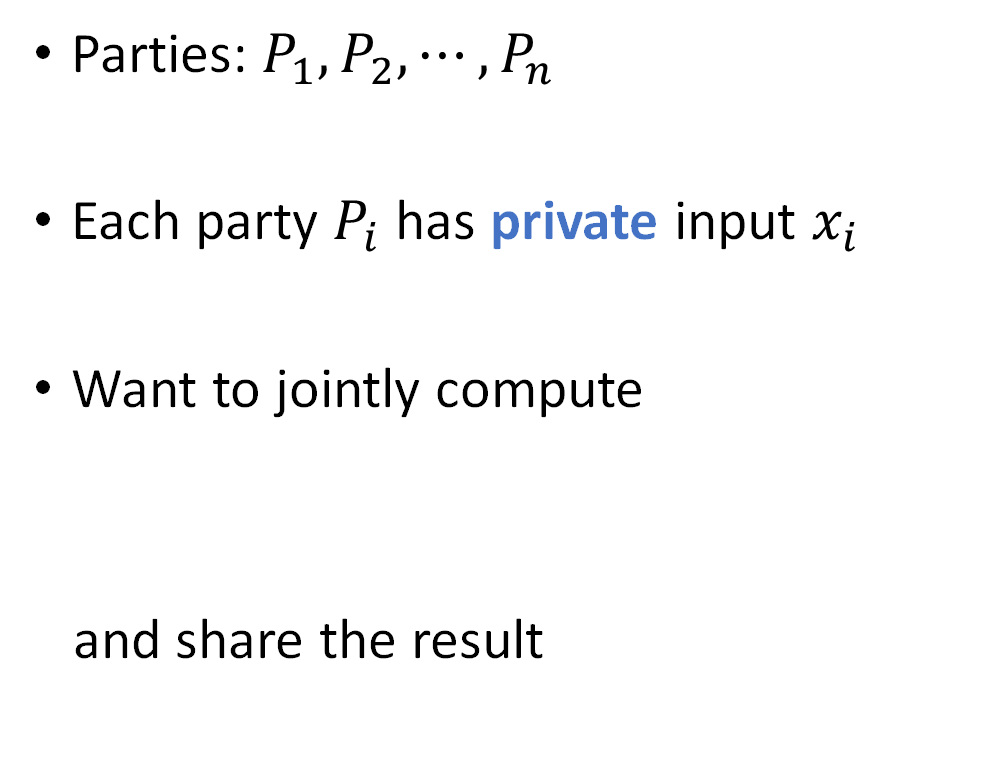 • Parties: P₁, P₂, ⋯ , Pₙ
• Each party Pᵢ has private input xᵢ
• Want to jointly compute
and share the result